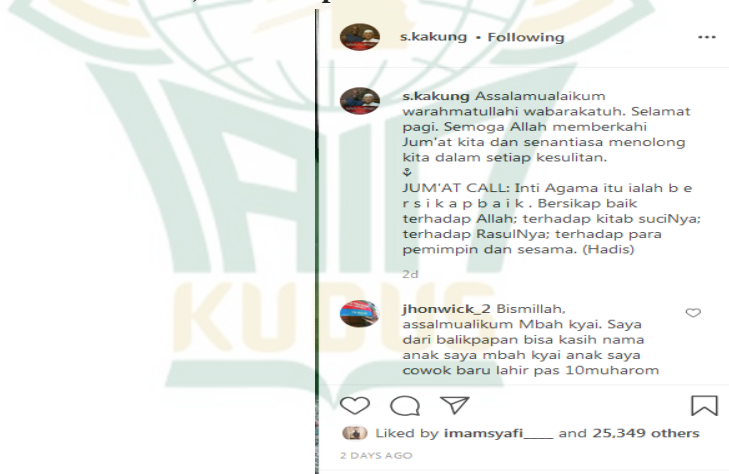 s.kakung • Following
s.kakung Assalamualaikum
warahmatullahi wabarakatuh. Selamat
pagi. Semoga Allah memberkahi
Jum'at kita dan senantiasa menolong
kita dalam setiap kesulitan.
JUM'AT CALL: Inti Agama itu ialah b e
r s i k a p b a i k . Bersikap baik
terhadap Allah; terhadap kitab suciNya;
terhadap RasulNya; terhadap para
pemimpin dan sesama. (Hadis)
2d
jhonwick_2 Bismillah,
assalmualikum Mbah kyai. Saya
dari balikpapan bisa kasih nama
anak saya mbah kyai anak saya
cowok baru lahir pas 10muharom
Liked by imamsyafi____ and 25,349 others
2 DAYS AGO
KUDUS